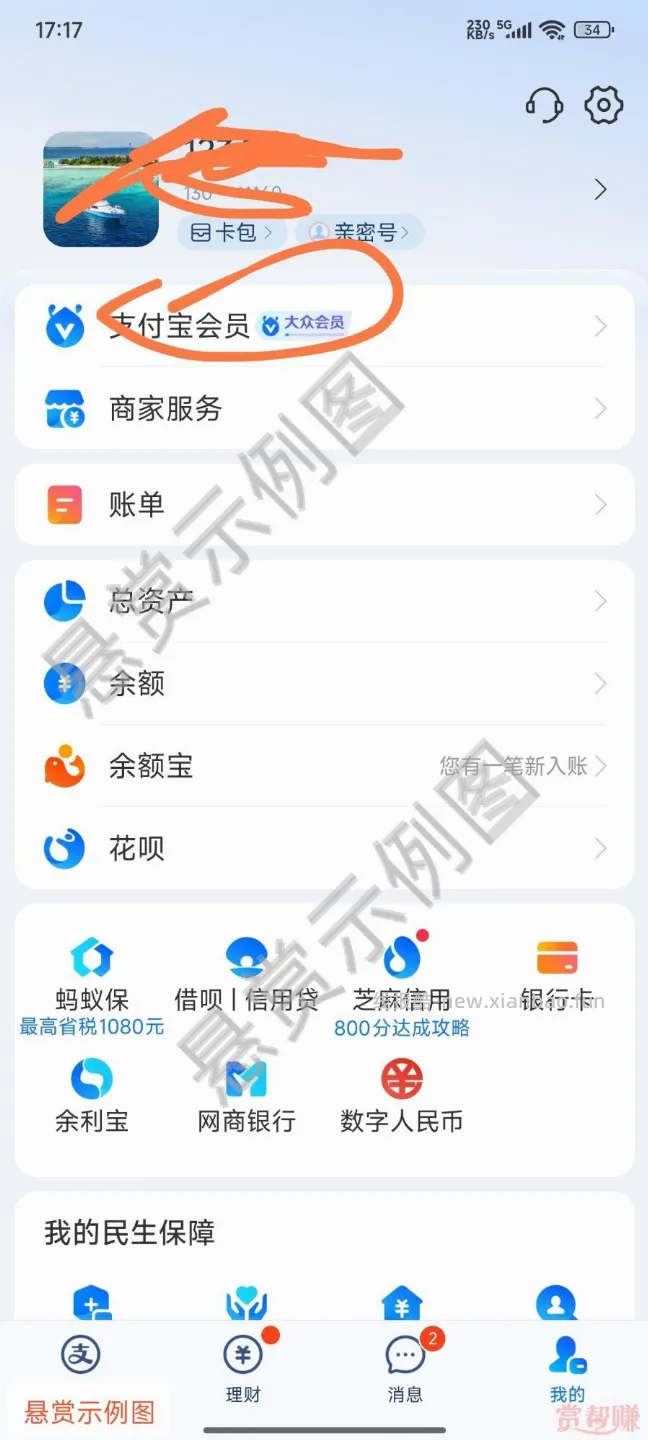 17:17
230 KB/s 5G 34
卡包 亲密号
支付宝会员 大众会员
商家服务
账单
总资产
余额
余额宝 您有一笔新入账
花呗
蚂蚁保 借呗 | 信用贷 芝麻信用 银行卡
最高省税1080元 800分达成攻略
余利宝 网商银行 数字人民币
我的民生保障
支
理财 消息 2 我的
悬赏示例图
悬赏示例图
悬赏示例图
赏帮赚